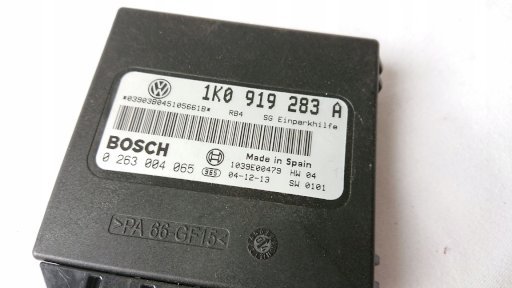 1K0 919 283 A
*03903B0451056618*
RB4
SG Einparkhilfe
BOSCH
Made in Spain
0 263 004 065
1039E00479 HW 04
04-12-13 SW 0101
>PA 66-GF15<